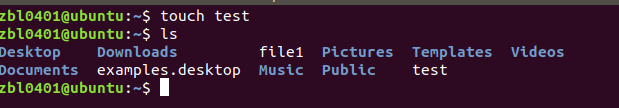 zbl0401@ubuntu:~$ touch test
zbl0401@ubuntu:~$ ls
Desktop    Downloads         file1  Pictures  Templates  Videos
Documents  examples.desktop  Music  Public    test
zbl0401@ubuntu:~$